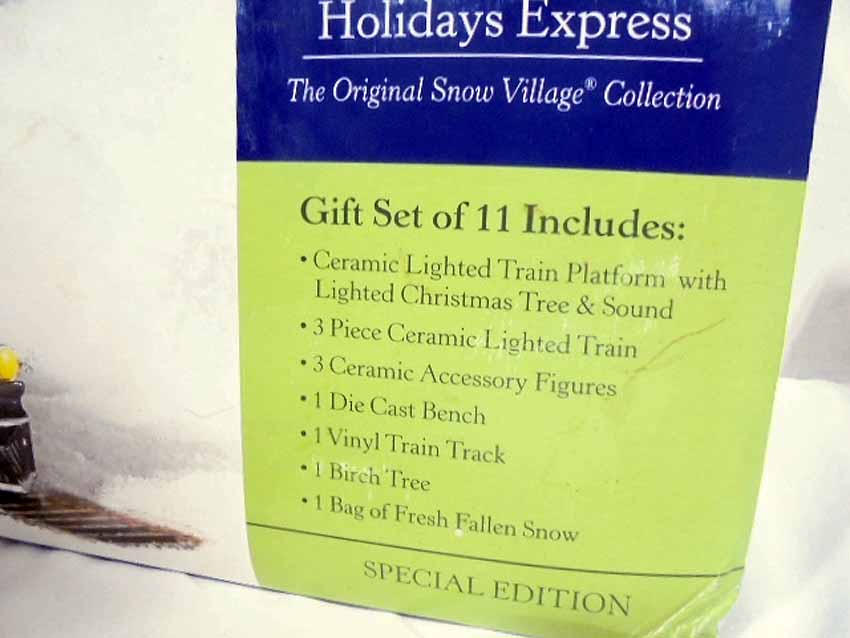 Holidays Express
The Original Snow Village® Collection
Gift Set of 11 Includes:
• Ceramic Lighted Train Platform with
Lighted Christmas Tree & Sound
• 3 Piece Ceramic Lighted Train
• 3 Ceramic Accessory Figures
• 1 Die Cast Bench
• 1 Vinyl Train Track
• 1 Birch Tree
• 1 Bag of Fresh Fallen Snow
SPECIAL EDITION